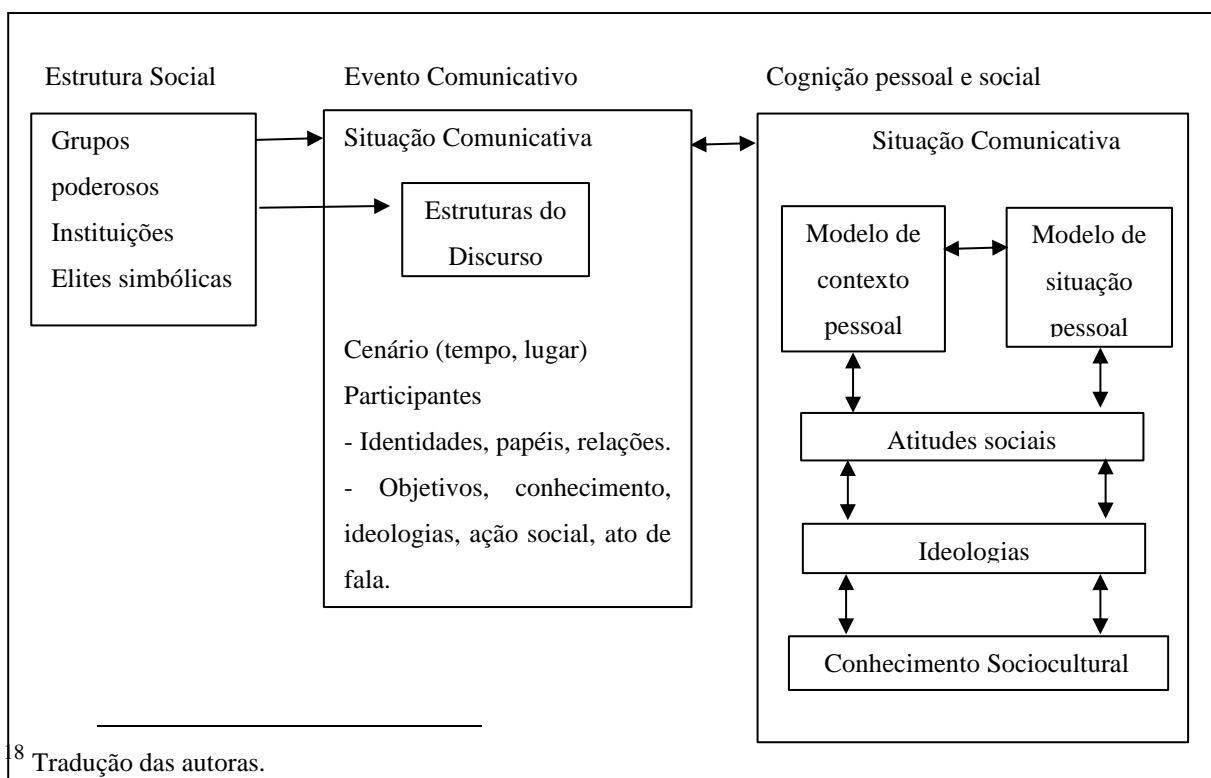 Estrutura Social
Evento Comunicativo
Cognição pessoal e social
Grupos
poderosos
Instituições
Elites simbólicas
Situação Comunicativa
Estruturas do
Discurso
Cenário (tempo, lugar)
Participantes
- Identidades, papéis, relações.
- Objetivos, conhecimento,
ideologias, ação social, ato de
fala.
Situação Comunicativa
Modelo de
contexto
pessoal
Modelo de
situação
pessoal
Atitudes sociais
Ideologias
Conhecimento Sociocultural
18 Tradução das autoras.